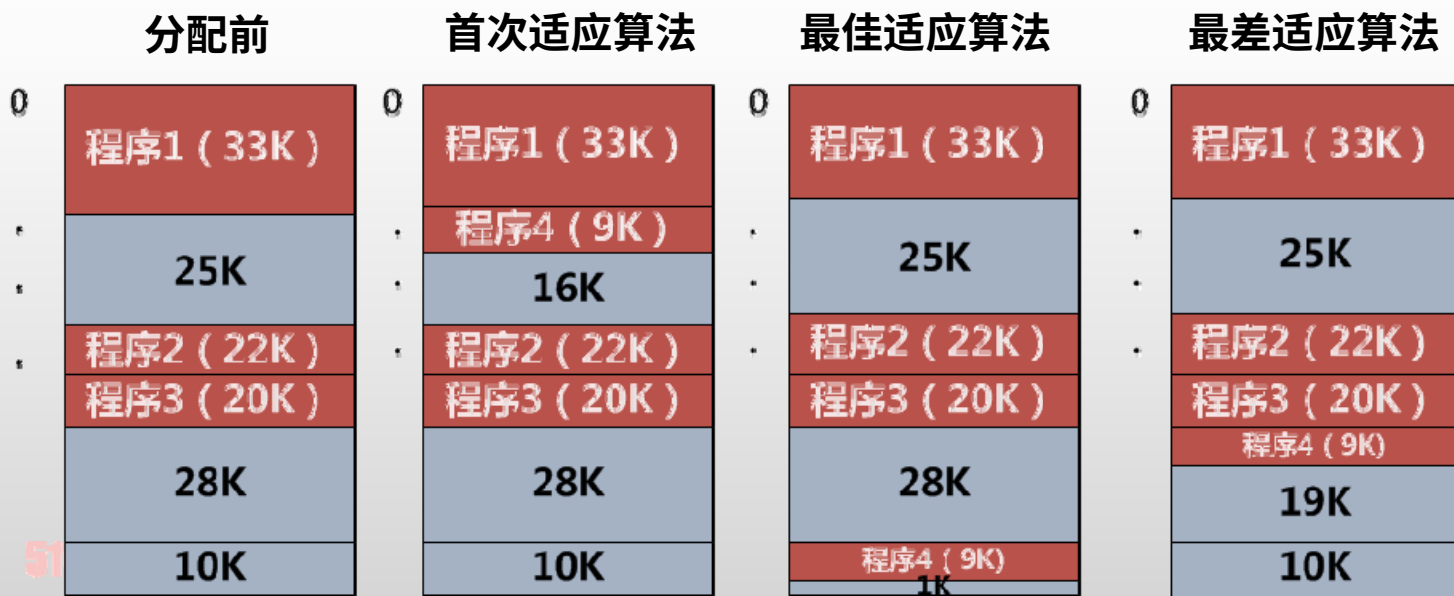 分配前
0
程序1 ( 33K )
25K
程序2 ( 22K )
程序3 ( 20K )
28K
10K
51
首次适应算法
0
程序1 ( 33K )
程序4 ( 9K )
16K
程序2 ( 22K )
程序3 ( 20K )
28K
10K
最佳适应算法
0
程序1 ( 33K )
25K
程序2 ( 22K )
程序3 ( 20K )
28K
程序4 ( 9K)
1K
最差适应算法
0
程序1 ( 33K )
25K
程序2 ( 22K )
程序3 ( 20K )
程序4 ( 9K)
19K
10K